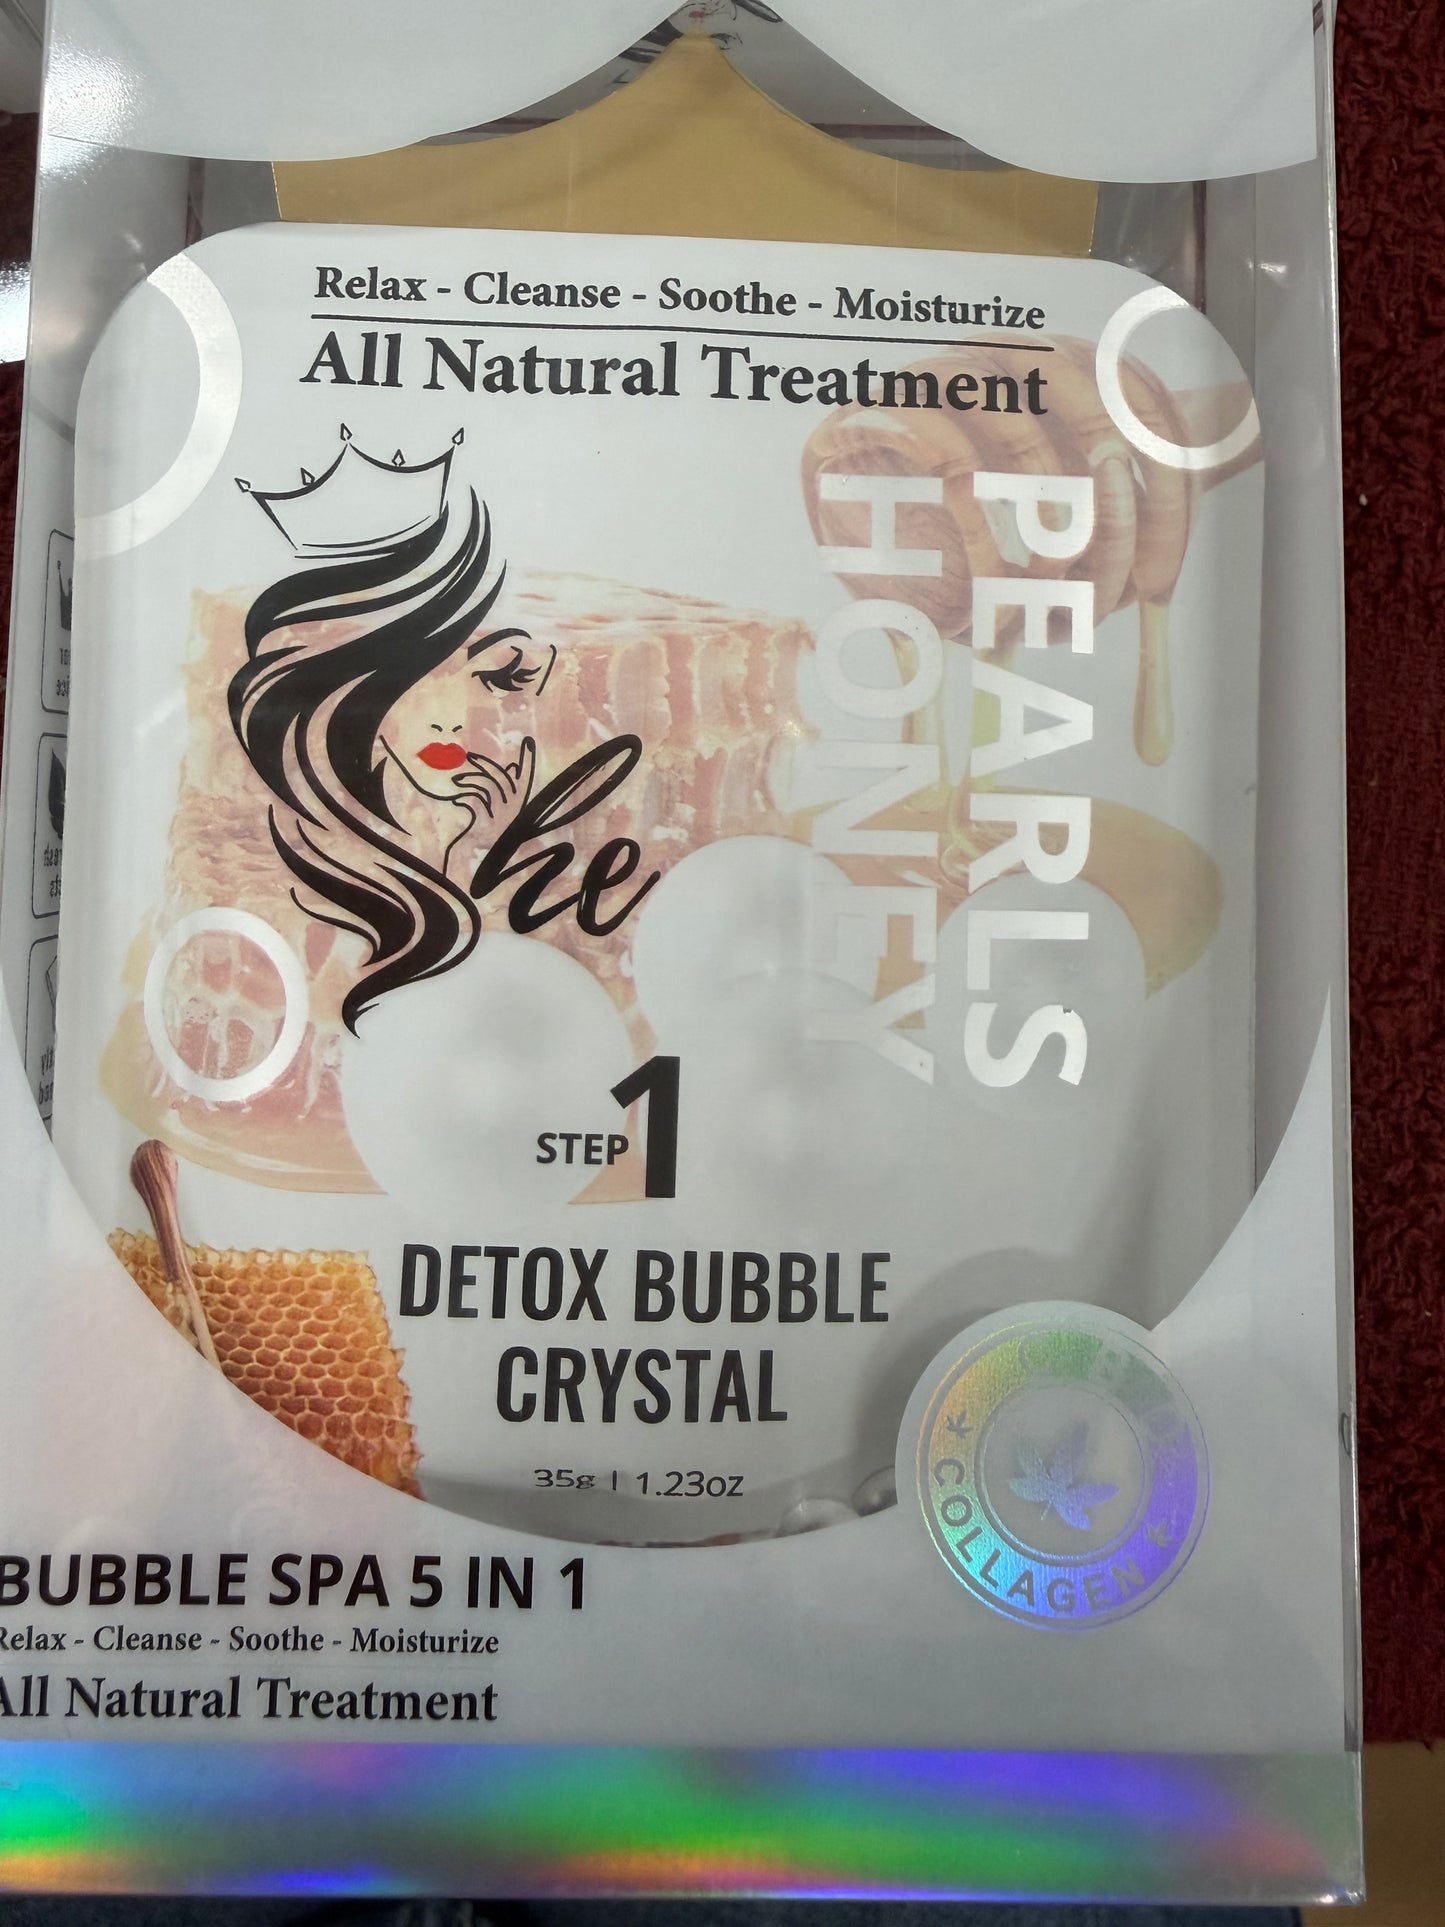 Relax - Cleanse - Soothe - Moisturize
All Natural Treatment
PEARLS
HONEY
She
STEP 1
DETOX BUBBLE
CRYSTAL
35g | 1.23oz
COLLAGEN
BUBBLE SPA 5 IN 1
Relax - Cleanse - Soothe - Moisturize
All Natural Treatment